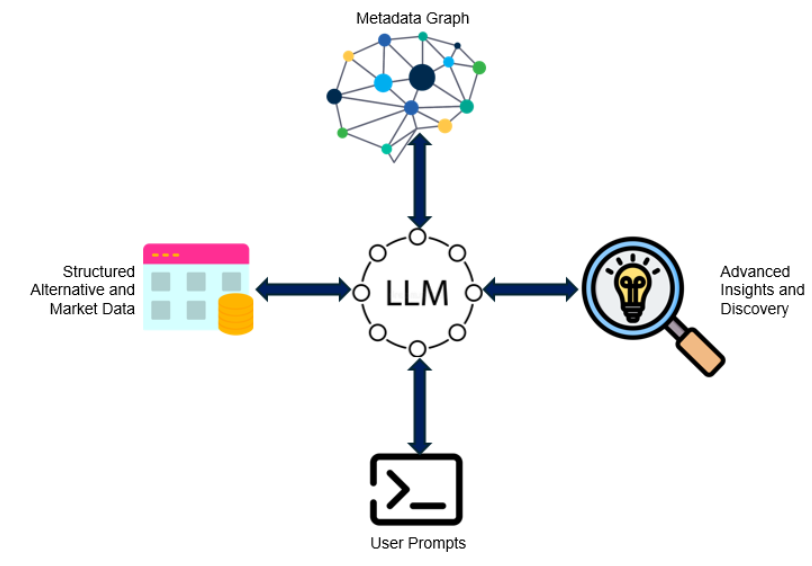 Metadata Graph
Structured
Alternative and
Market Data
LLM
Advanced
Insights and
Discovery
User Prompts